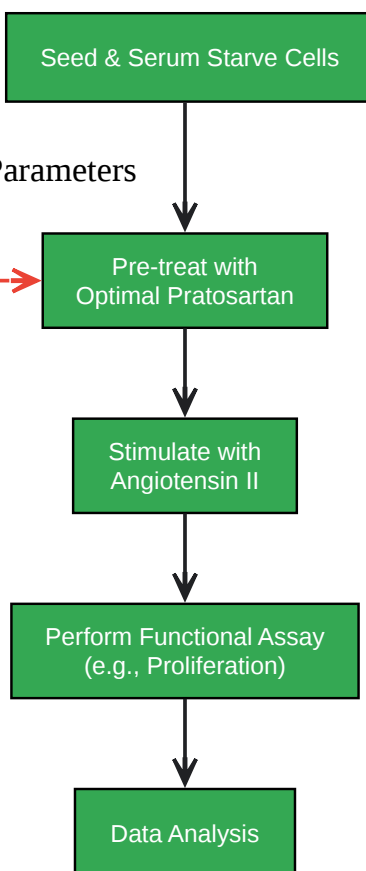 Seed & Serum Starve Cells
Parameters
Pre-treat with
Optimal Pratosartan
Stimulate with
Angiotensin II
Perform Functional Assay
(e.g., Proliferation)
Data Analysis